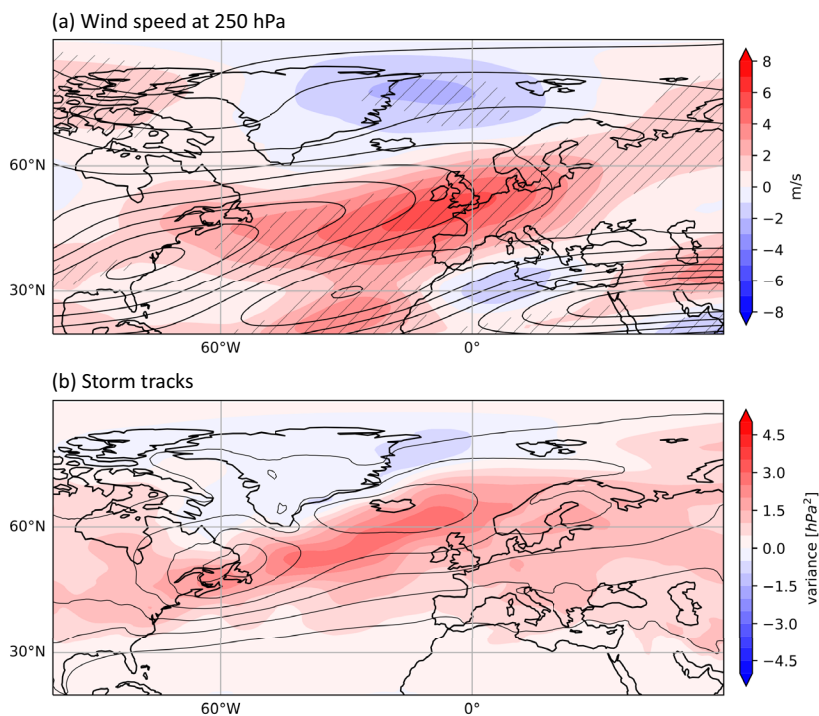 (a) Wind speed at 250 hPa
60°N
30°N
60°W
0°
8
6
4
2
0
−2
−4
−6
−8
m/s
(b) Storm tracks
60°N
30°N
60°W
0°
4.5
3.0
1.5
0.0
−1.5
−3.0
−4.5
variance [hPa²]